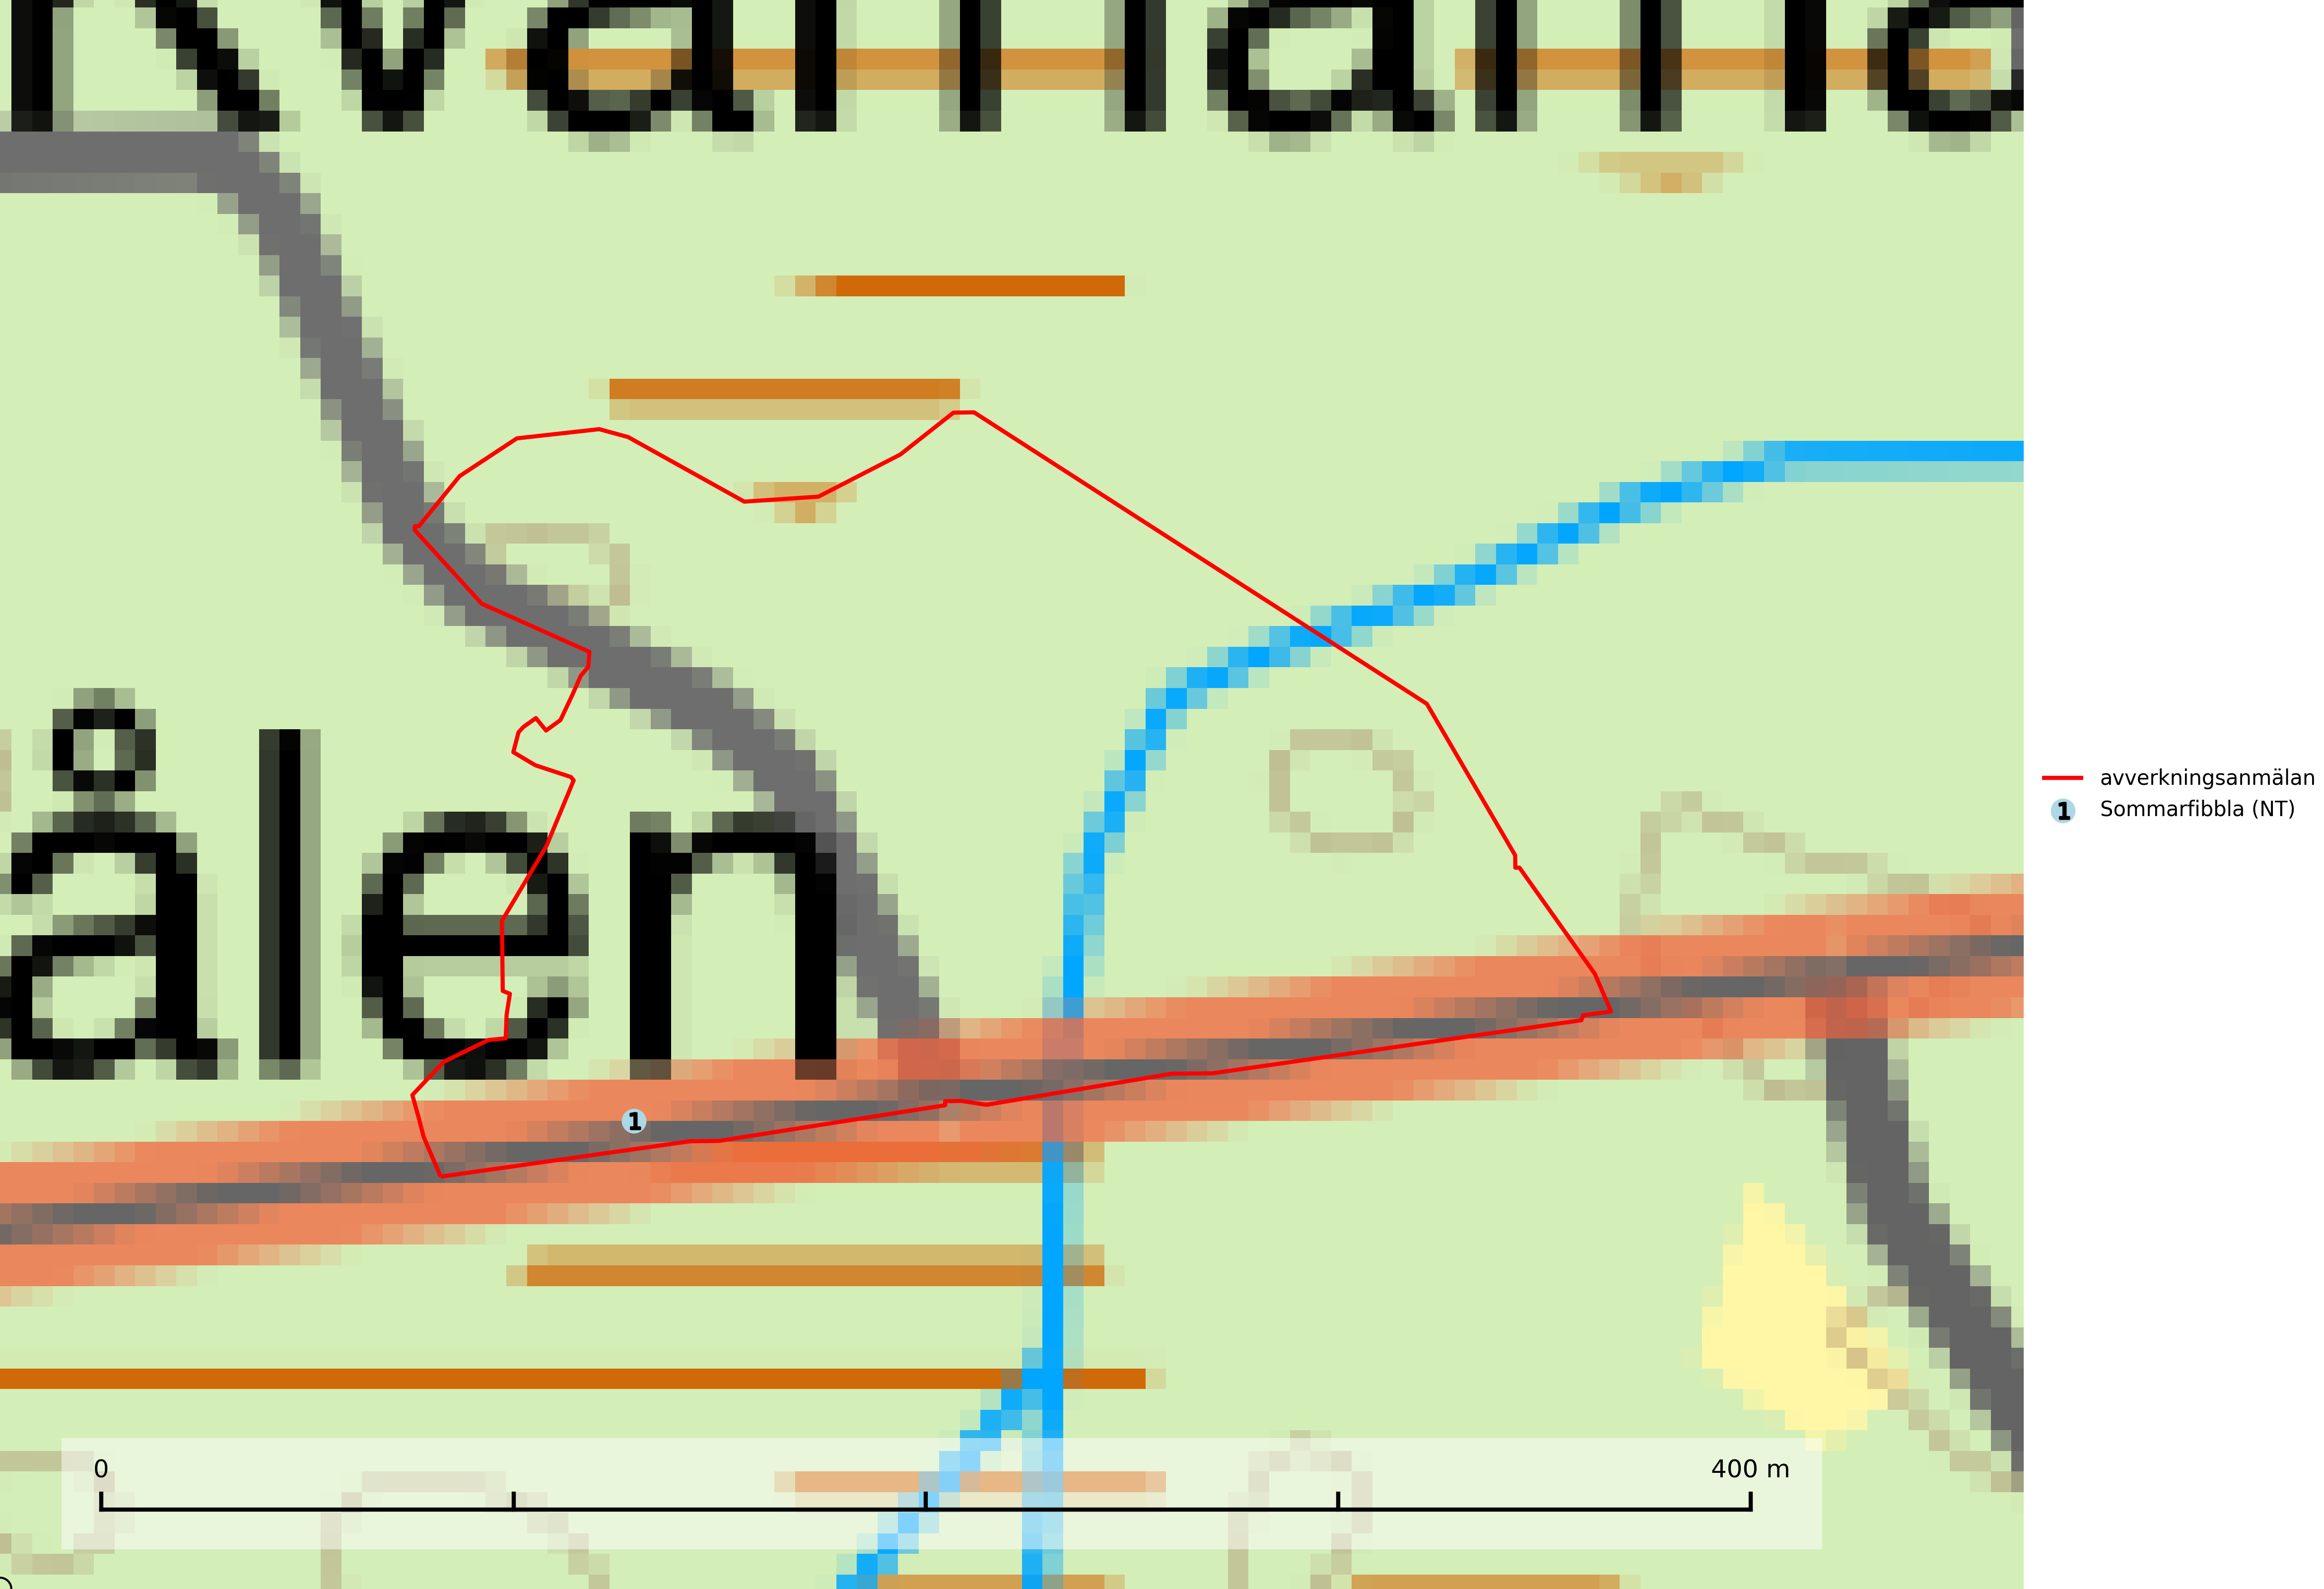 ålen
1
avverkningsanmälan
1 Sommarfibbla (NT)
0 400 m